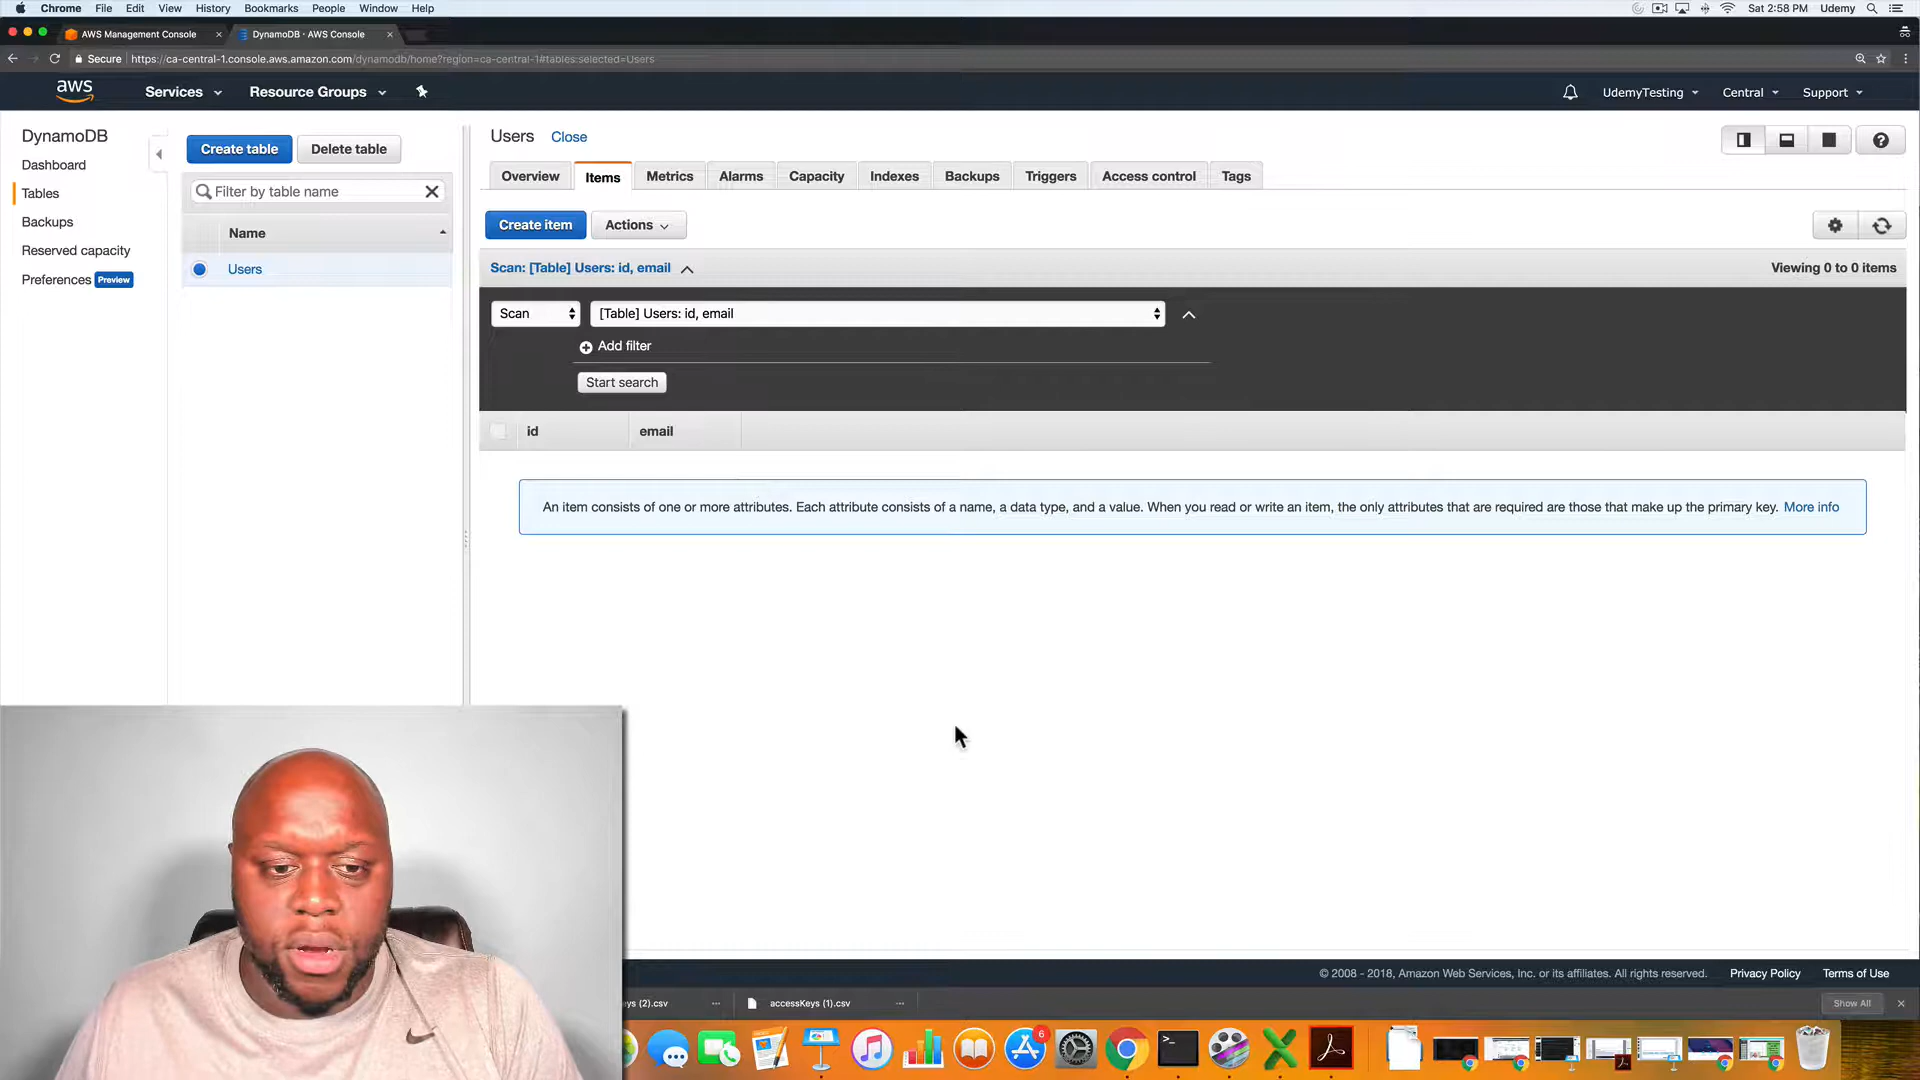 Chrome File Edit View History Bookmarks People Window Help
Sat 2:58 PM Udemy
AWS Management Console
DynamoDB · AWS Console
Secure https://ca-central-1.console.aws.amazon.com/dynamodb/home?region=ca-central-1#tables:selected=Users
aws Services Resource Groups
UdemyTesting Central Support
DynamoDB
Dashboard
Tables
Backups
Reserved capacity
Preferences Preview
Create table Delete table
Filter by table name
Name
Users
Users Close
Overview Items Metrics Alarms Capacity Indexes Backups Triggers Access control Tags
Create item Actions
Scan: [Table] Users: id, email
Viewing 0 to 0 items
Scan [Table] Users: id, email
Add filter
Start search
id email
An item consists of one or more attributes. Each attribute consists of a name, a data type, and a value. When you read or write an item, the only attributes that are required are those that make up the primary key. More info
© 2008 - 2018, Amazon Web Services, Inc. or its affiliates. All rights reserved. Privacy Policy Terms of Use
ys (2).csv
accessKeys (1).csv
Show All
6